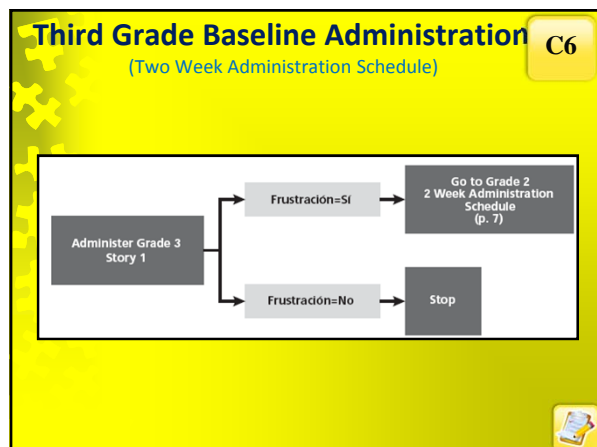 Third Grade Baseline Administration
C6
(Two Week Administration Schedule)
Administer Grade 3
Story 1
Frustración=Sí
Go to Grade 2
2 Week Administration
Schedule
(p. 7)
Frustración=No
Stop